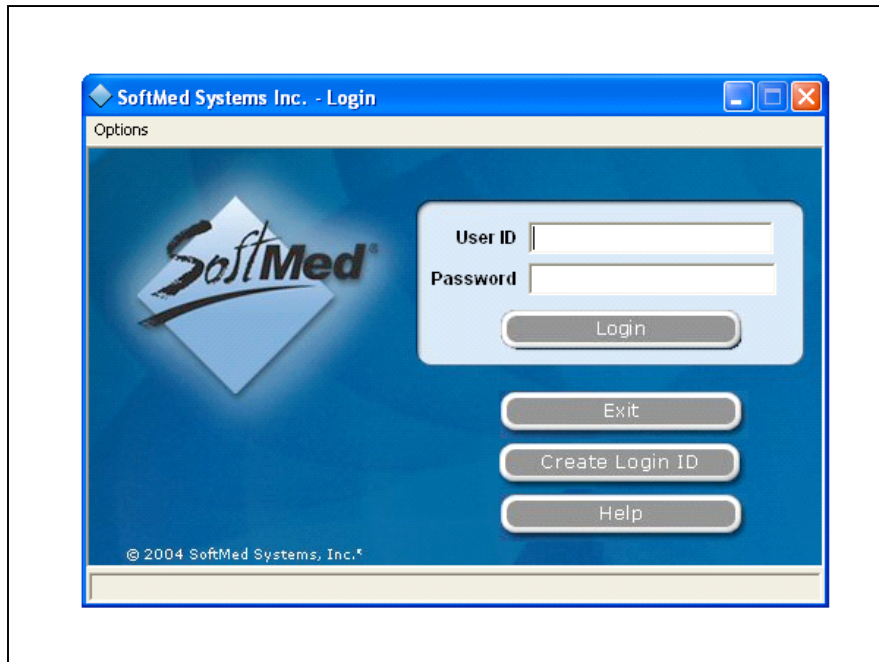 SoftMed Systems Inc. - Login
Options
SoftMed®
User ID
Password
Login
Exit
Create Login ID
Help
© 2004 SoftMed Systems, Inc.